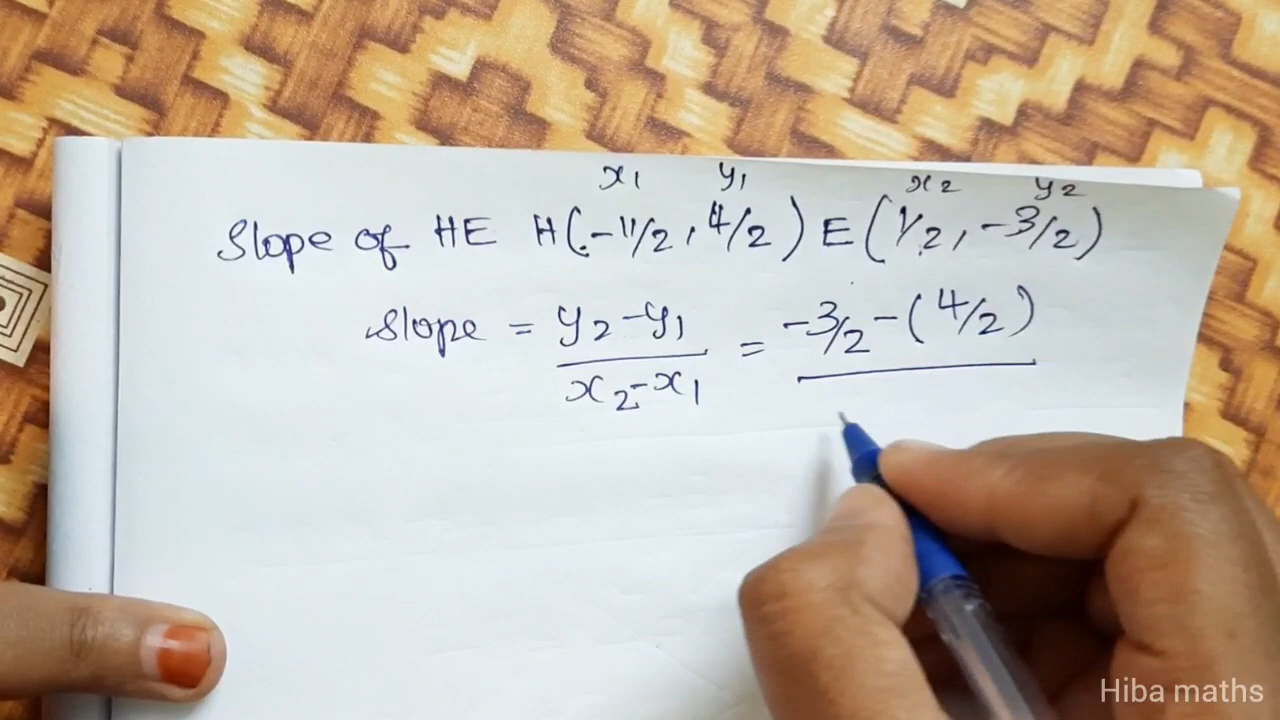 x1 y1 x2 y2
Slope of HE H(-11/2, 4/2) E(1/2, -3/2)
Slope = y2-y1 / x2-x1 = -3/2-(4/2)
Hiba maths